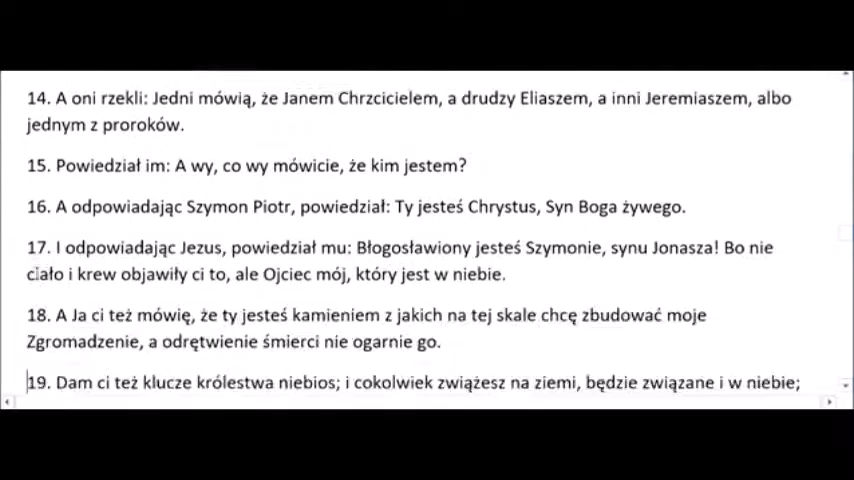 14. A oni rzekli: Jedni mówią, że Janem Chrzcicielem, a drudzy Eliaszem, a inni Jeremiaszem, albo
jednym z proroków.
15. Powiedział im: A wy, co wy mówicie, że kim jestem?
16. A odpowiadając Szymon Piotr, powiedział: Ty jesteś Chrystus, Syn Boga żywego.
17. I odpowiadając Jezus, powiedział mu: Błogosławiony jesteś Szymonie, synu Jonasza! Bo nie
ciało i krew objawiły ci to, ale Ojciec mój, który jest w niebie.
18. A Ja ci też mówię, że ty jesteś kamieniem z jakich na tej skale chcę zbudować moje
Zgromadzenie, a odrętwienie śmierci nie ogarnie go.
19. Dam ci też klucze królestwa niebios; i cokolwiek zwiążesz na ziemi, będzie związane i w niebie;